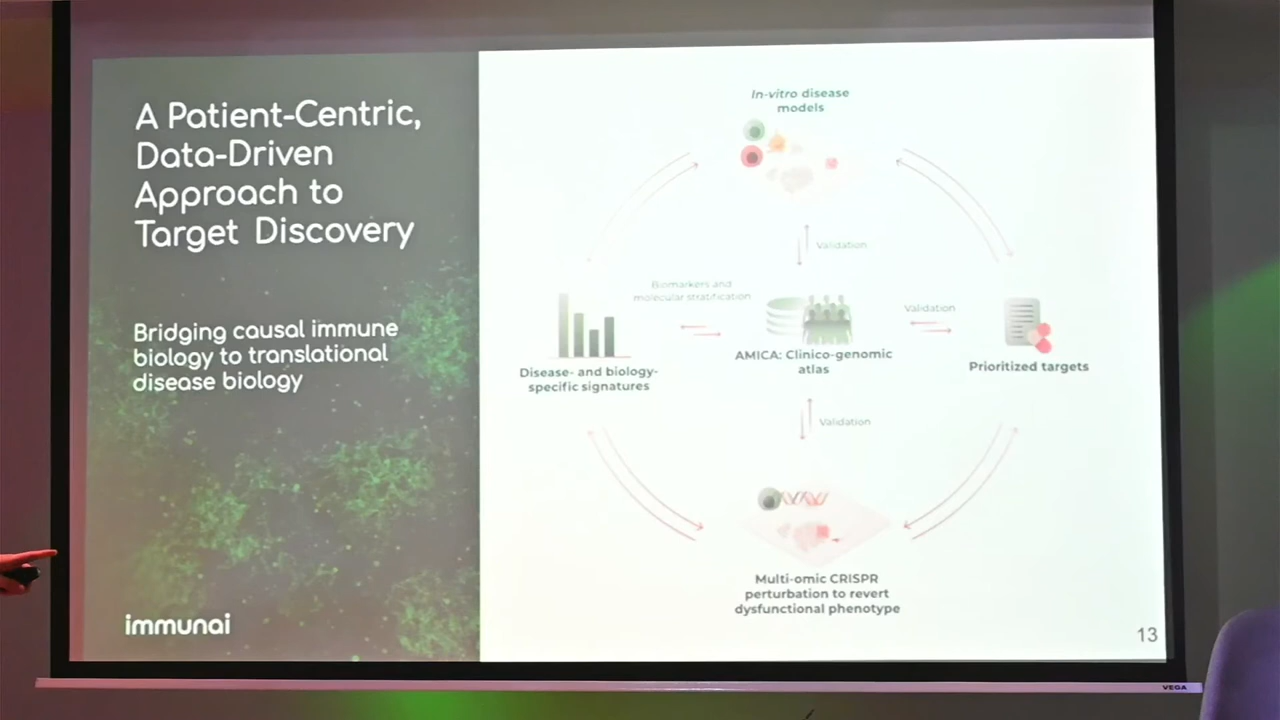 A Patient-Centric,
Data-Driven
Approach to
Target Discovery
Bridging causal immune
biology to translational
disease biology
immunai
In-vitro disease
models
Validation
Biomarkers and
molecular stratification
Validation
AMICA: Clinico-genomic
atlas
Disease- and biology-
specific signatures
Prioritized targets
Validation
Multi-omic CRISPR
perturbation to revert
dysfunctional phenotype
13
VEGA